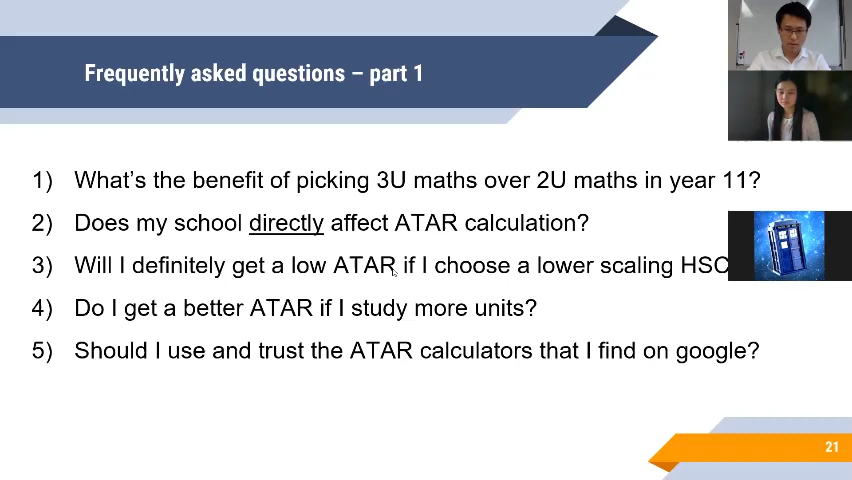 Frequently asked questions – part 1
1) What's the benefit of picking 3U maths over 2U maths in year 11?
2) Does my school directly affect ATAR calculation?
3) Will I definitely get a low ATAR if I choose a lower scaling HSC
4) Do I get a better ATAR if I study more units?
5) Should I use and trust the ATAR calculators that I find on google?
21